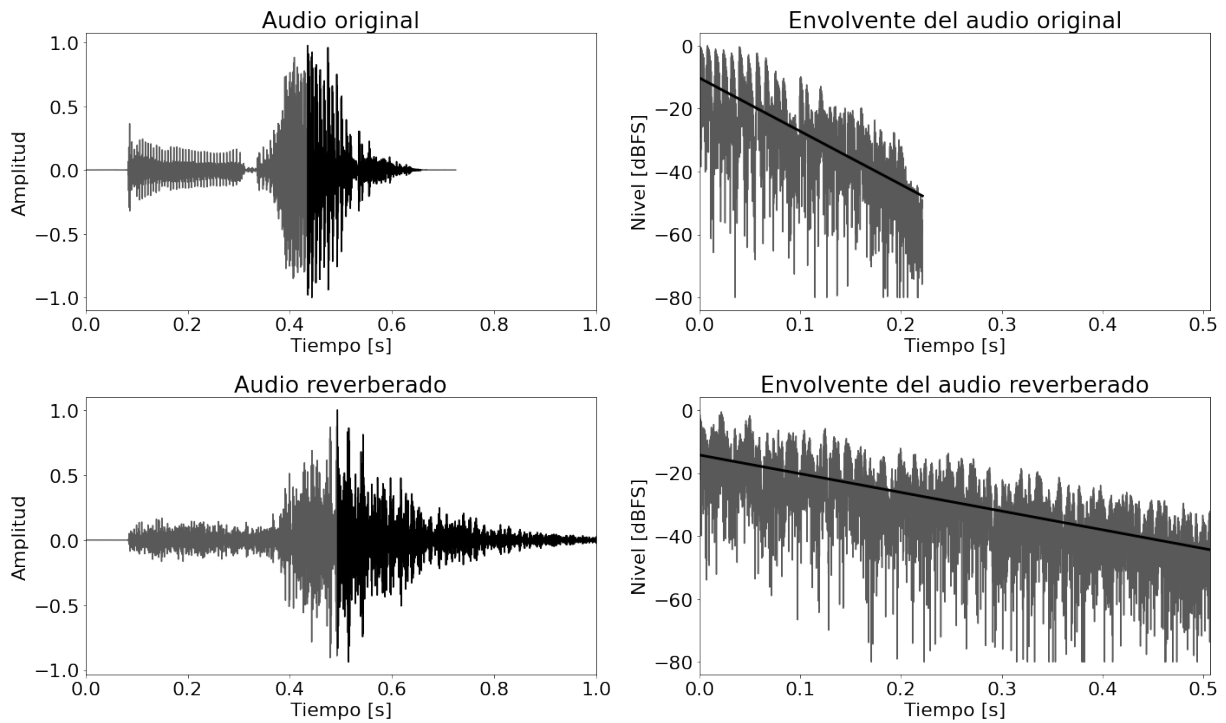 Audio original
Amplitud
1.0
0.5
0.0
−0.5
−1.0
0.0 0.2 0.4 0.6 0.8 1.0
Tiempo [s]
Envolvente del audio original
Nivel [dBFS]
0
−20
−40
−60
−80
0.0 0.1 0.2 0.3 0.4 0.5
Tiempo [s]
Audio reverberado
Amplitud
1.0
0.5
0.0
−0.5
−1.0
0.0 0.2 0.4 0.6 0.8 1.0
Tiempo [s]
Envolvente del audio reverberado
Nivel [dBFS]
0
−20
−40
−60
−80
0.0 0.1 0.2 0.3 0.4 0.5
Tiempo [s]